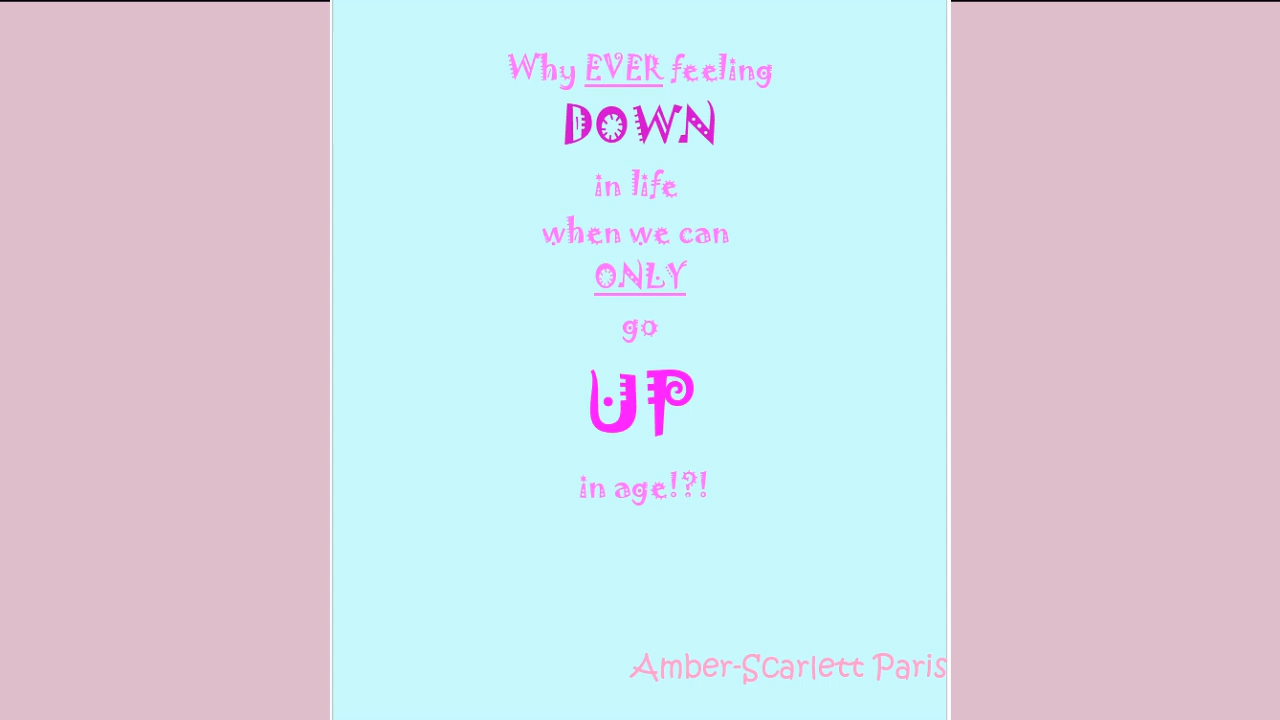 Why EVER feeling
DOWN
in life
when we can
ONLY
go
UP
in age!?!
Amber-Scarlett Paris